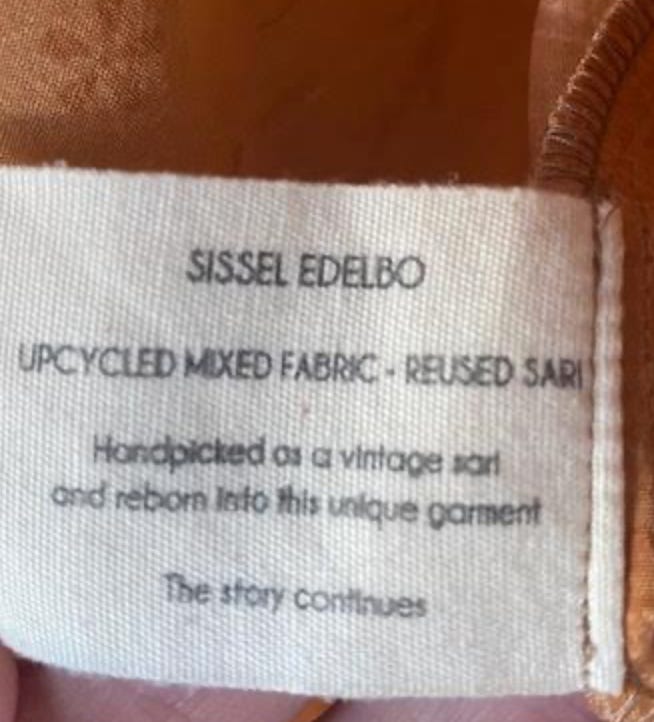 SISSEL EDELBO
UPCYCLED MIXED FABRIC - REUSED SARI
Handpicked as a vintage sari
and reborn into this unique garment
The story continues